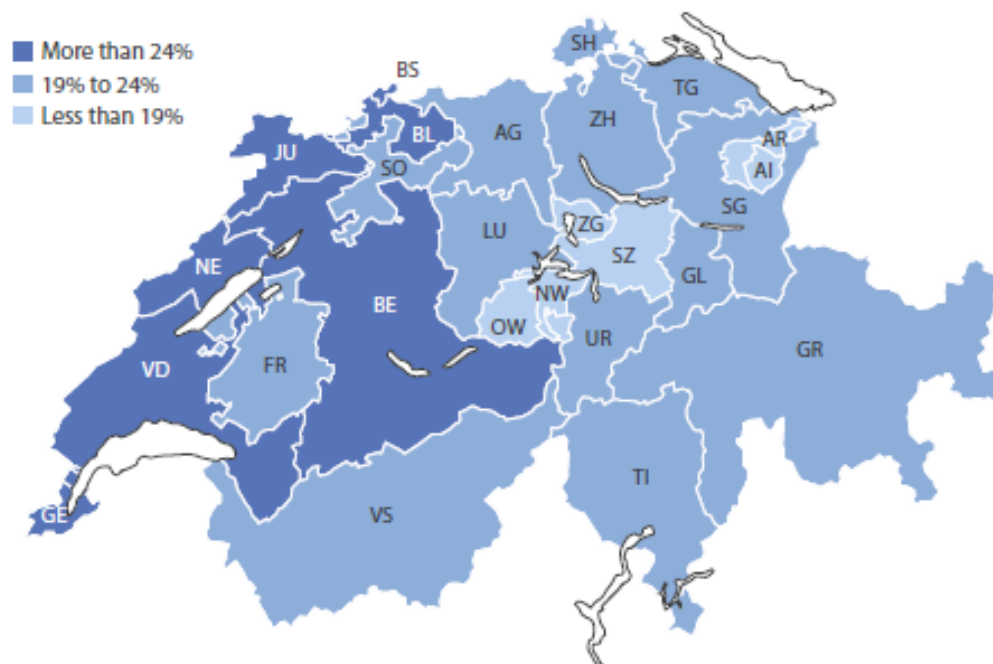 More than 24%
19% to 24%
Less than 19%
SH
BS
TG
ZH
AG
BL
AR
JU
SO
AI
SG
ZG
LU
SZ
NE
GL
NW
BE
OW
UR
GR
VD
FR
TI
VS
GE